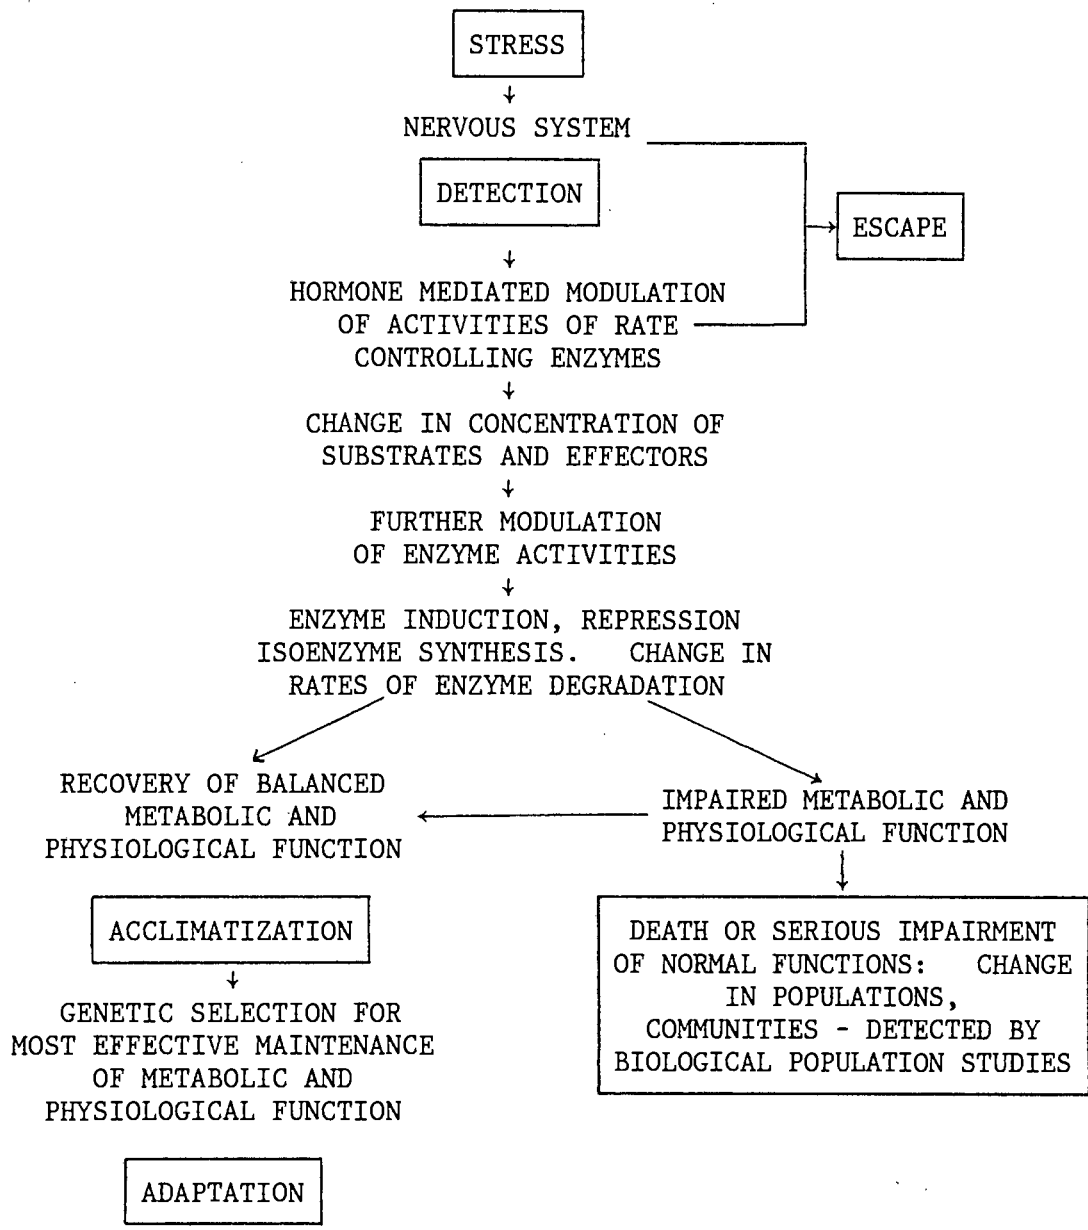 STRESS
NERVOUS SYSTEM
DETECTION
ESCAPE
HORMONE MEDIATED MODULATION
OF ACTIVITIES OF RATE
CONTROLLING ENZYMES
CHANGE IN CONCENTRATION OF
SUBSTRATES AND EFFECTORS
FURTHER MODULATION
OF ENZYME ACTIVITIES
ENZYME INDUCTION, REPRESSION
ISOENZYME SYNTHESIS. CHANGE IN
RATES OF ENZYME DEGRADATION
RECOVERY OF BALANCED
METABOLIC AND
PHYSIOLOGICAL FUNCTION
IMPAIRED METABOLIC AND
PHYSIOLOGICAL FUNCTION
ACCLIMATIZATION
GENETIC SELECTION FOR
MOST EFFECTIVE MAINTENANCE
OF METABOLIC AND
PHYSIOLOGICAL FUNCTION
ADAPTATION
DEATH OR SERIOUS IMPAIRMENT
OF NORMAL FUNCTIONS: CHANGE
IN POPULATIONS,
COMMUNITIES - DETECTED BY
BIOLOGICAL POPULATION STUDIES